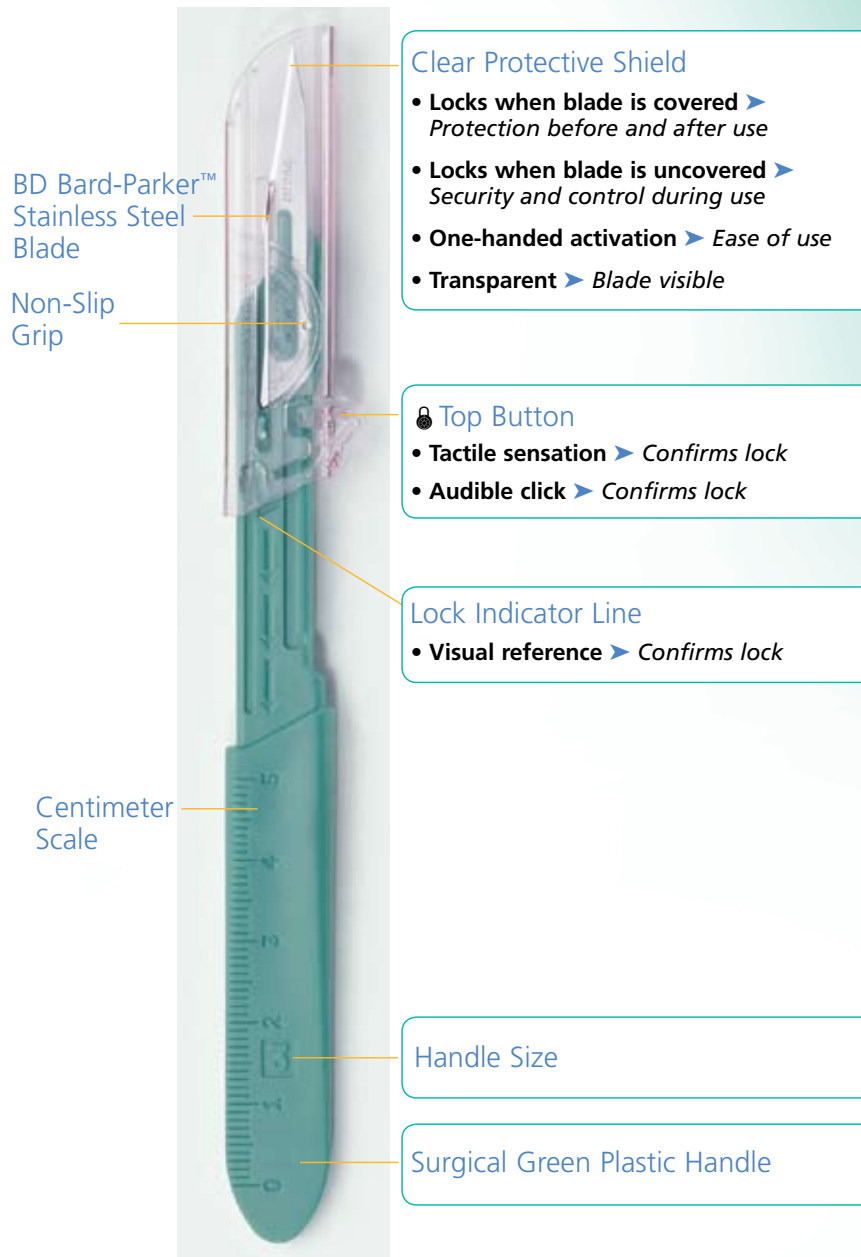 Clear Protective Shield
• Locks when blade is covered ➤
Protection before and after use
• Locks when blade is uncovered ➤
Security and control during use
• One-handed activation ➤ Ease of use
• Transparent ➤ Blade visible
BD Bard-Parker™
Stainless Steel
Blade
Non-Slip
Grip
Top Button
• Tactile sensation ➤ Confirms lock
• Audible click ➤ Confirms lock
Lock Indicator Line
• Visual reference ➤ Confirms lock
Centimeter
Scale
5
4
3
2
3
1
0
Handle Size
Surgical Green Plastic Handle